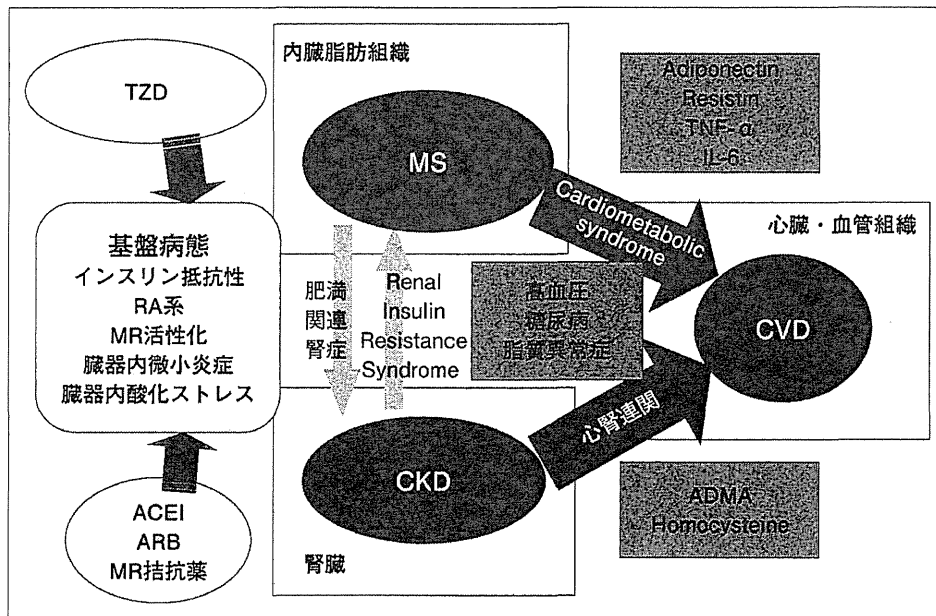 TZD
基盤病態
インスリン抵抗性
RA系
MR活性化
臓器内微小炎症
臓器内酸化ストレス
ACEI
ARB
MR拮抗薬
内臓脂肪組織
MS
肥満
関連
腎症
Renal
Insulin
Resistance
Syndrome
CKD
腎臓
Adiponectin
Resistin
TNF-α
IL-6
Cardiometabolic
syndrome
高血圧
糖尿病
脂質異常症
心腎連関
心臓・血管組織
CVD
ADMA
Homocysteine